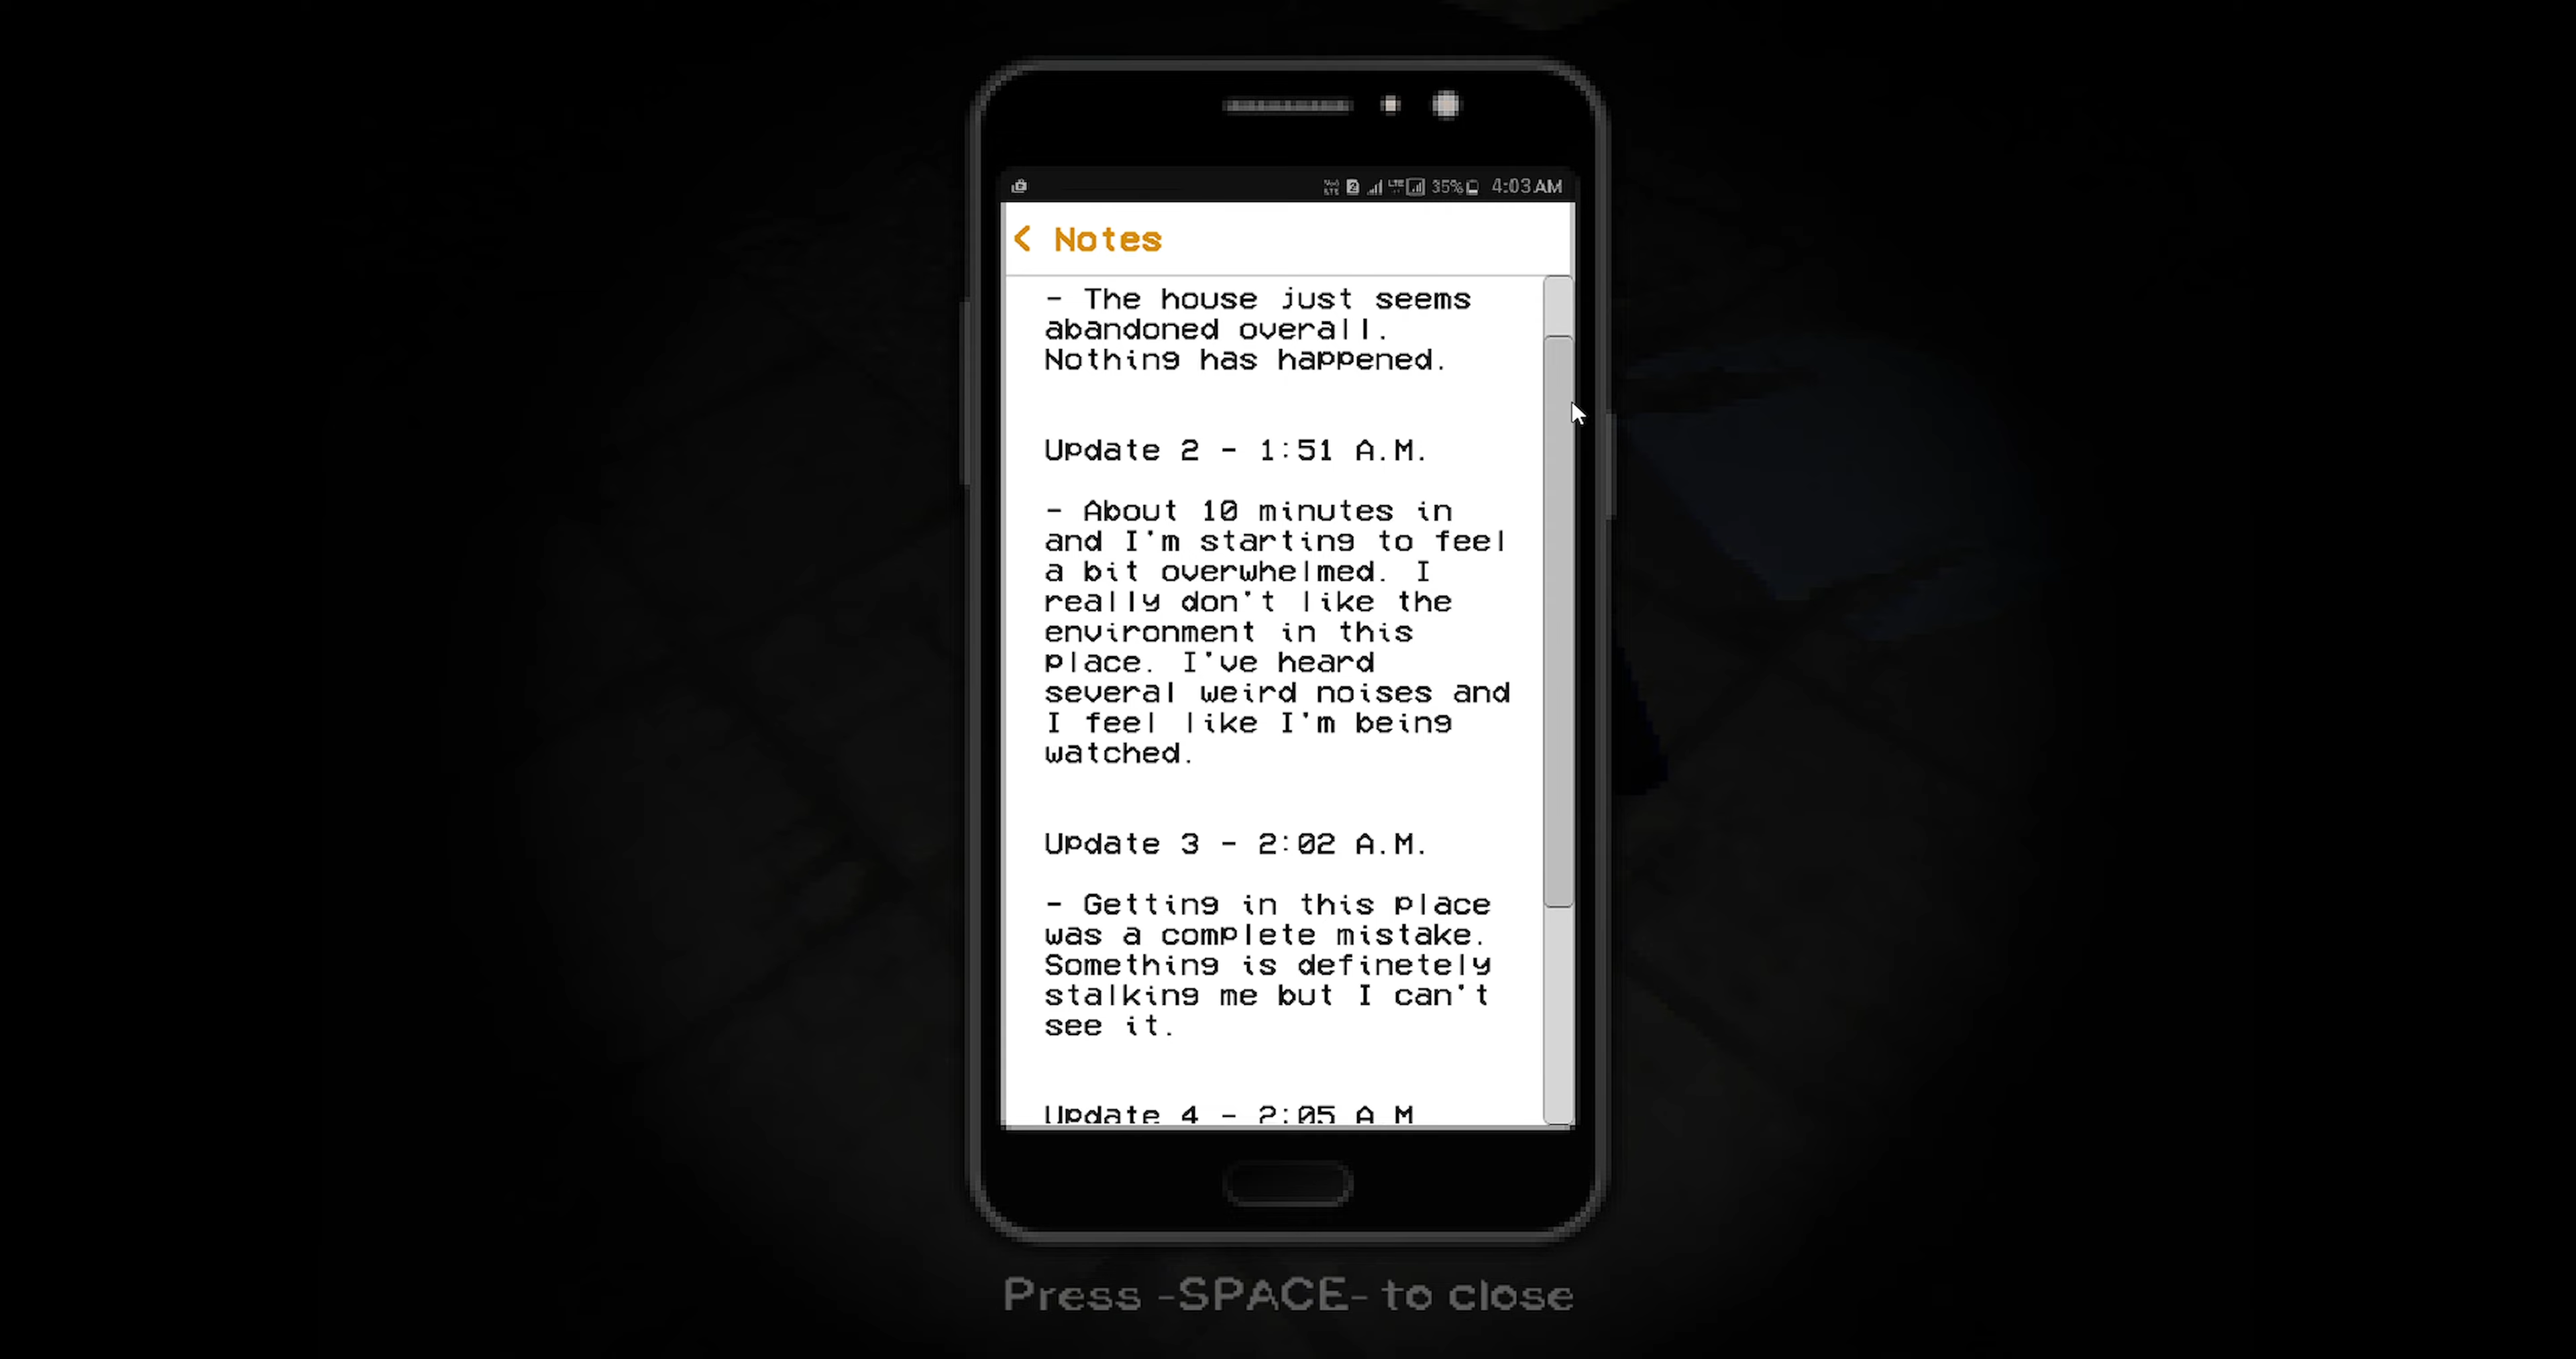 LTE 35% 4:03 AM
< Notes
- The house just seems
abandoned overall.
Nothing has happened.
Update 2 - 1:51 A.M.
- About 10 minutes in
and I'm starting to feel
a bit overwhelmed. I
really don't like the
environment in this
place. I've heard
several weird noises and
I feel like I'm being
watched.
Update 3 - 2:02 A.M.
- Getting in this place
was a complete mistake.
Something is definetely
stalking me but I can't
see it.
Update 4 - 2:05 A M
Press -SPACE- to close